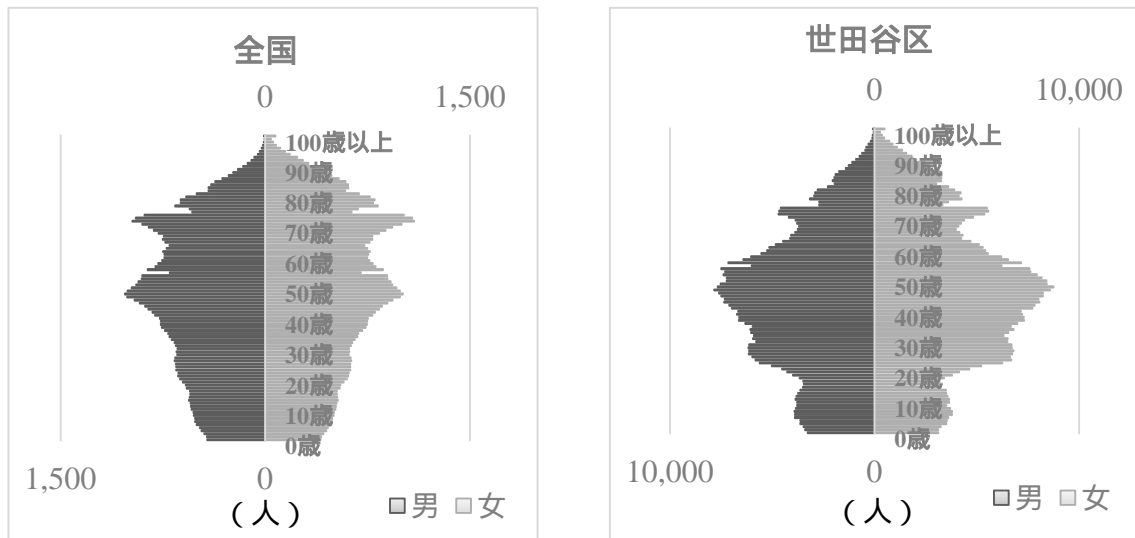 全国
0
1,500
100歳以上
90歳
80歳
70歳
60歳
50歳
40歳
30歳
20歳
10歳
0歳
1,500
0
（人）
男
女
世田谷区
0
10,000
100歳以上
90歳
80歳
70歳
60歳
50歳
40歳
30歳
20歳
10歳
0歳
10,000
0
（人）
男
女